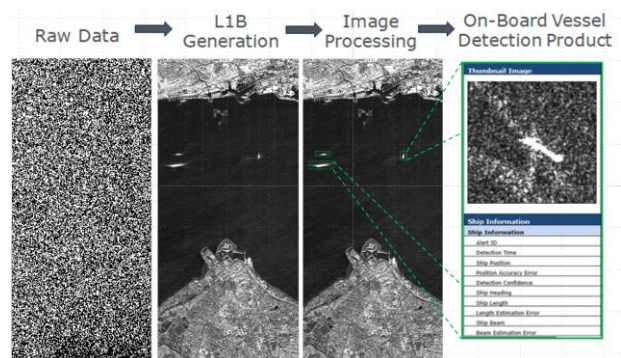 Raw Data
L1B
Generation
Image
Processing
On-Board Vessel
Detection Product
Thumbnail Image
Ship Information
Ship Information
Alert ID
Detection Time
Ship Position
Position Accuracy Error
Detection Confidence
Ship Heading
Ship Length
Length Estimation Error
Ship Beam
Beam Estimation Error